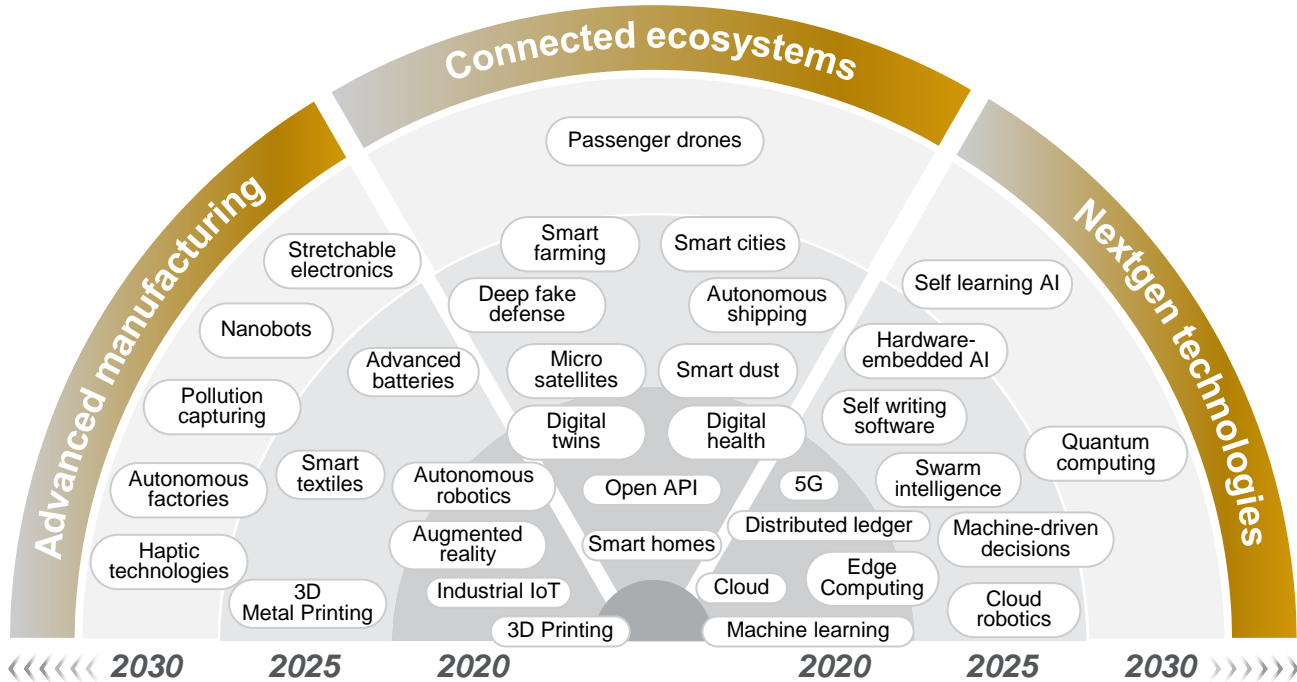 Connected ecosystems
Advanced manufacturing
Nextgen technologies
Passenger drones
Smart
farming
Smart cities
Deep fake
defense
Autonomous
shipping
Micro
satellites
Smart dust
Digital
twins
Digital
health
Open API
Smart homes
Stretchable
electronics
Nanobots
Advanced
batteries
Pollution
capturing
Smart
textiles
Autonomous
factories
Autonomous
robotics
Augmented
reality
Haptic
technologies
Industrial IoT
3D
Metal Printing
3D Printing
Self learning AI
Hardware-
embedded AI
Self writing
software
Quantum
computing
Swarm
intelligence
5G
Distributed ledger
Machine-driven
decisions
Edge
Computing
Cloud
Cloud
robotics
Machine learning
2030 2025 2020 2020 2025 2030